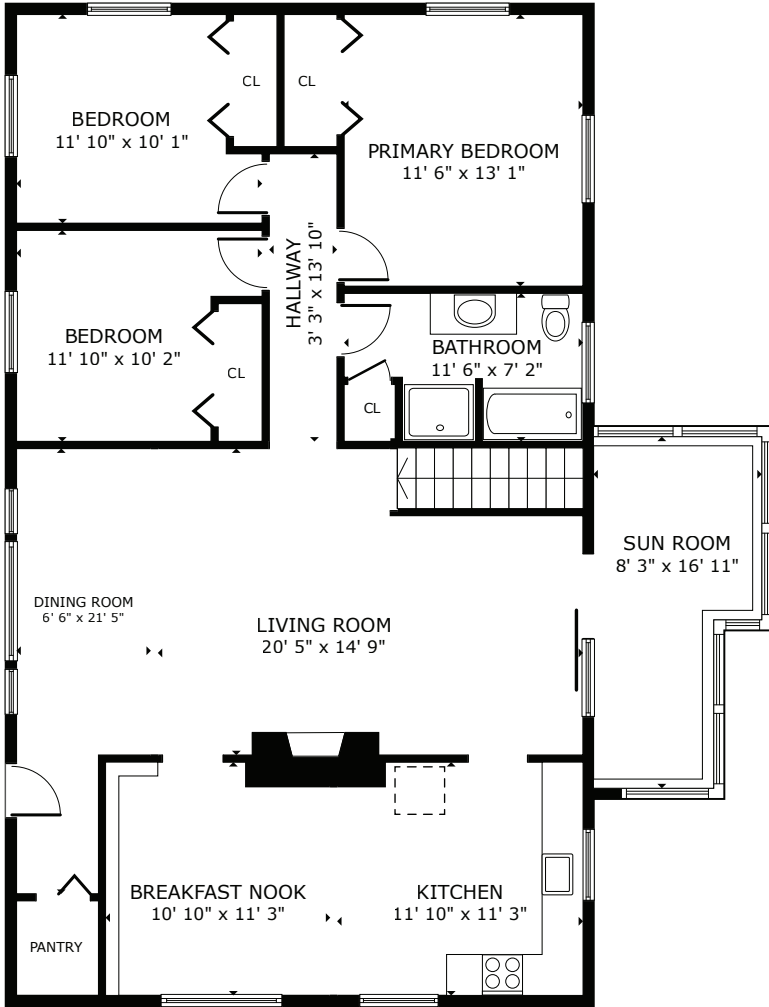 CL
CL
BEDROOM
11' 10" x 10' 1"
PRIMARY BEDROOM
11' 6" x 13' 1"
HALLWAY
3' 3" x 13' 10"
BEDROOM
11' 10" x 10' 2"
CL
BATHROOM
11' 6" x 7' 2"
CL
SUN ROOM
8' 3" x 16' 11"
DINING ROOM
6' 6" x 21' 5"
LIVING ROOM
20' 5" x 14' 9"
BREAKFAST NOOK
10' 10" x 11' 3"
KITCHEN
11' 10" x 11' 3"
PANTRY